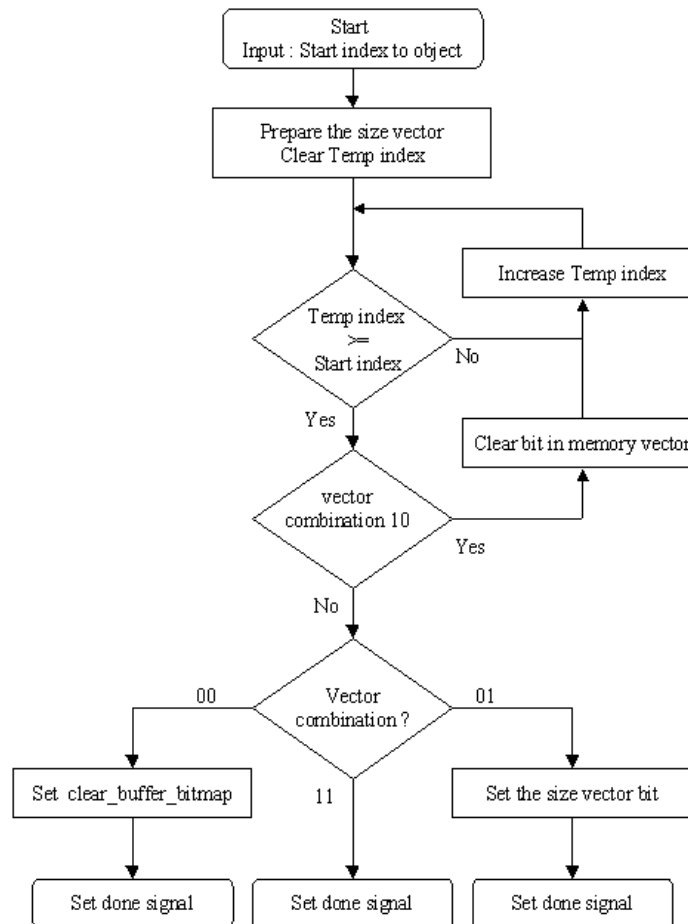 Start
Input : Start index to object
Prepare the size vector
Clear Temp index
Increase Temp index
Temp index
>=
Start index
No
Yes
Clear bit in memory vector
vector
combination 10
Yes
No
00
Vector
combination ?
01
Set clear_buffer_bitmap
11
Set the size vector bit
Set done signal
Set done signal
Set done signal